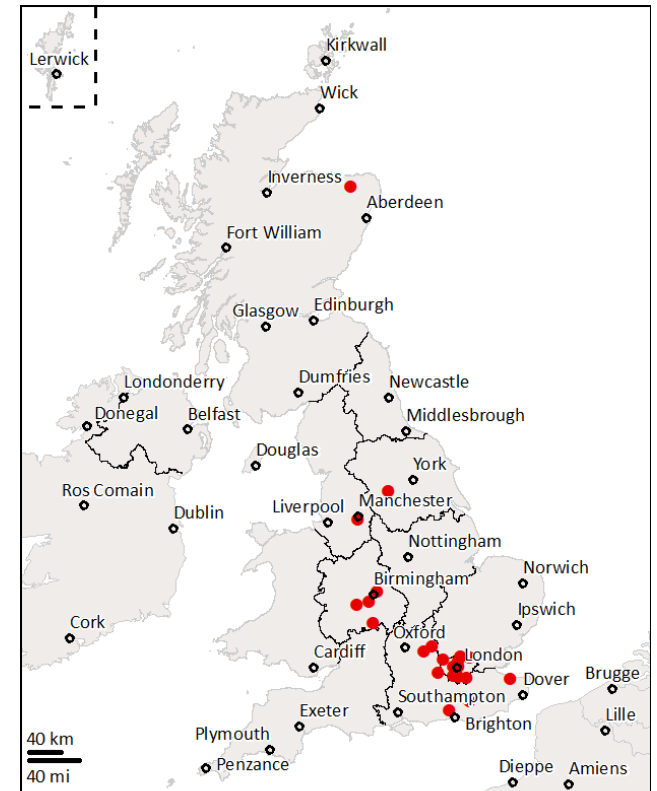 Kirkwall
Lerwick
Wick
Inverness
Aberdeen
Fort William
Glasgow
Edinburgh
Dumfries
Londonderry
Newcastle
Donegal
Belfast
Middlesbrough
Douglas
York
Ros Comain
Manchester
Liverpool
Dublin
Nottingham
Norwich
Birmingham
Ipswich
Cork
Oxford
Cardiff
London
Brugge
Dover
Southampton
Exeter
Lille
Brighton
Plymouth
40 km
Penzance
Dieppe
Amiens
40 mi